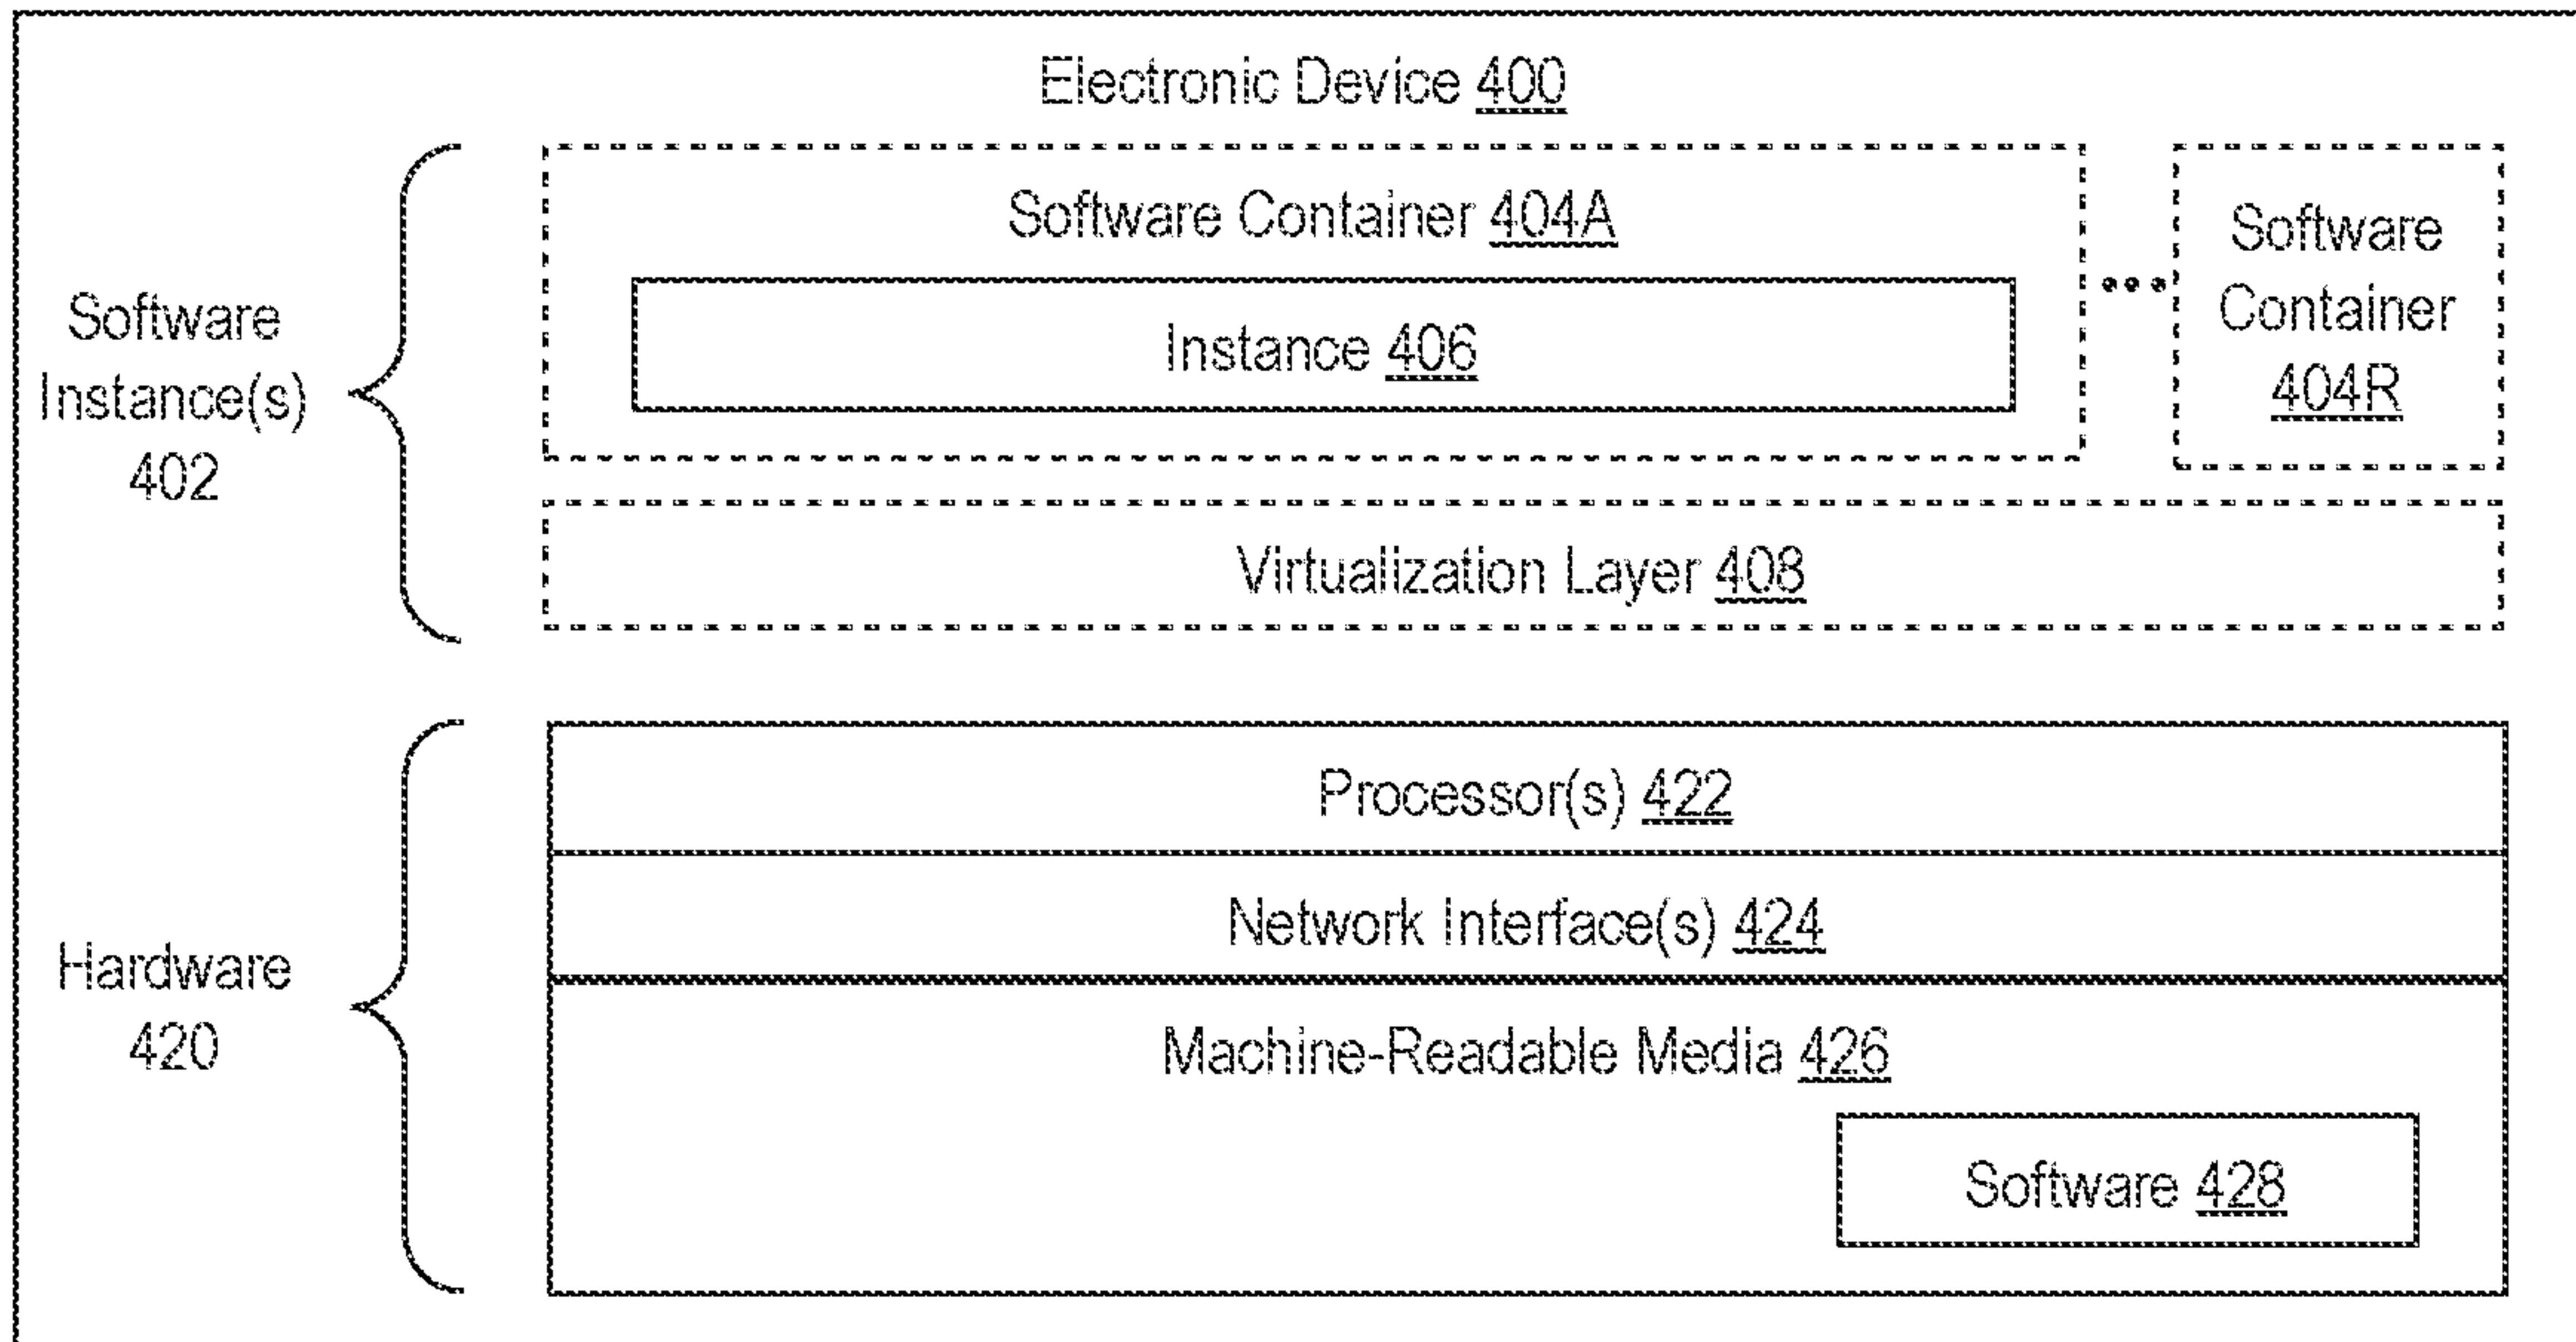 Electronic Device 400
Software Container 404A
Instance 406
Software
Container
404R
Software
Instance(s)
402
Virtualization Layer 408
Processor(s) 422
Network Interface(s) 424
Hardware
420
Machine-Readable Media 426
Software 428